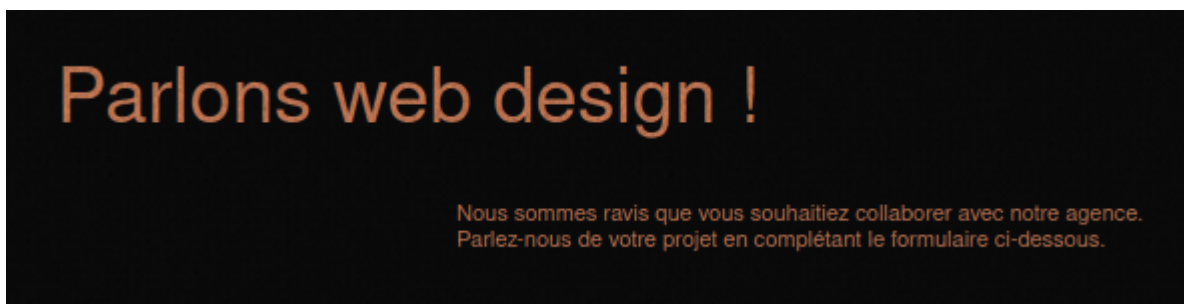 Parlons web design !
Nous sommes ravis que vous souhaitiez collaborer avec notre agence.
Parlez-nous de votre projet en complétant le formulaire ci-dessous.